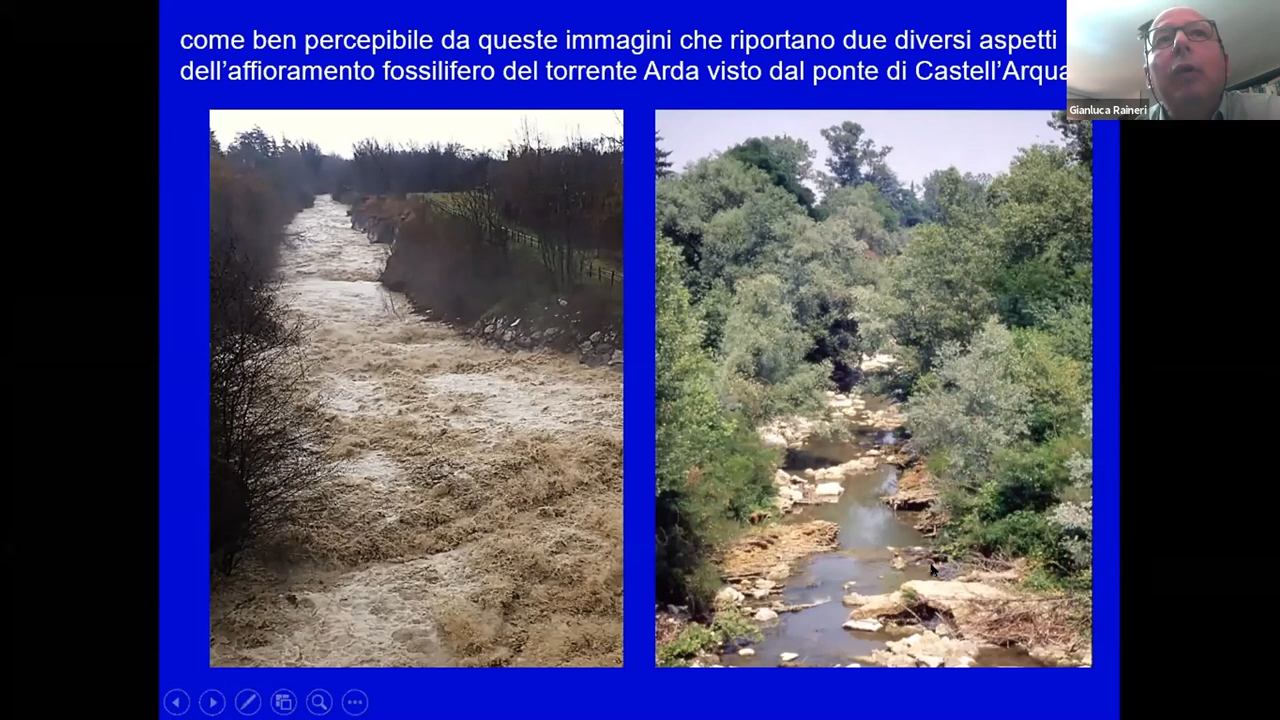 come ben percepibile da queste immagini che riportano due diversi aspetti
dell'affioramento fossilifero del torrente Arda visto dal ponte di Castell'Arqua
Gianluca Raineri